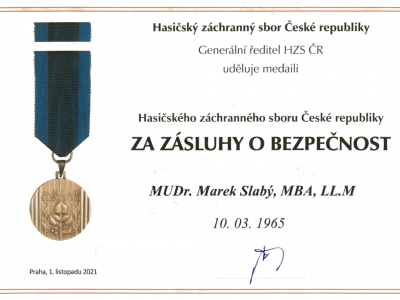 Hasičský záchranný sbor České republiky
Generální ředitel HZS ČR
uděluje medaili
Hasičského záchranného sboru České republiky
ZA ZÁSLUHY O BEZPEČNOST
MUDr. Marek Slabý, MBA, LL.M
10. 03. 1965
Praha, 1. listopadu 2021